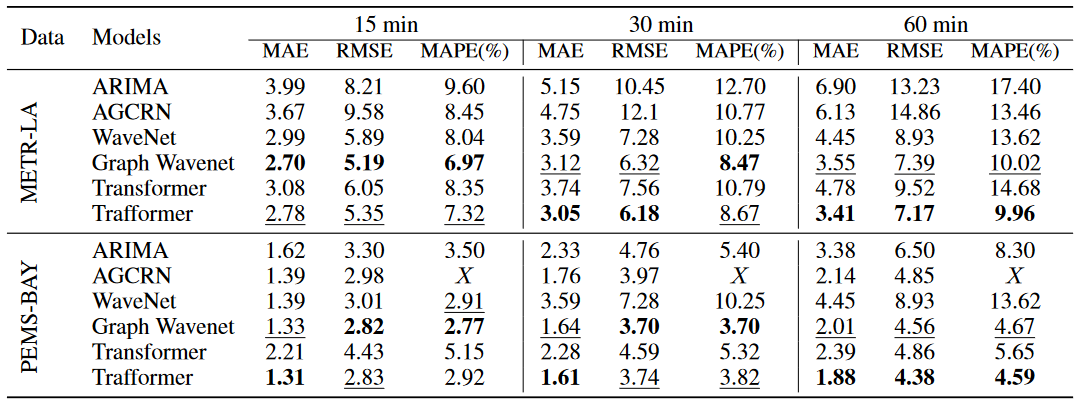 Data Models 15 min 30 min 60 min
MAE RMSE MAPE(%) MAE RMSE MAPE(%) MAE RMSE MAPE(%)
METR-LA
ARIMA 3.99 8.21 9.60 5.15 10.45 12.70 6.90 13.23 17.40
AGCRN 3.67 9.58 8.45 4.75 12.1 10.77 6.13 14.86 13.46
WaveNet 2.99 5.89 8.04 3.59 7.28 10.25 4.45 8.93 13.62
Graph Wavenet 2.70 5.19 6.97 3.12 6.32 8.47 3.55 7.39 10.02
Transformer 3.08 6.05 8.35 3.74 7.56 10.79 4.78 9.52 14.68
Trafformer 2.78 5.35 7.32 3.05 6.18 8.67 3.41 7.17 9.96
PEMS-BAY
ARIMA 1.62 3.30 3.50 2.33 4.76 5.40 3.38 6.50 8.30
AGCRN 1.39 2.98 X 1.76 3.97 X 2.14 4.85 X
WaveNet 1.39 3.01 2.91 3.59 7.28 10.25 4.45 8.93 13.62
Graph Wavenet 1.33 2.82 2.77 1.64 3.70 3.70 2.01 4.56 4.67
Transformer 2.21 4.43 5.15 2.28 4.59 5.32 2.39 4.86 5.65
Trafformer 1.31 2.83 2.92 1.61 3.74 3.82 1.88 4.38 4.59